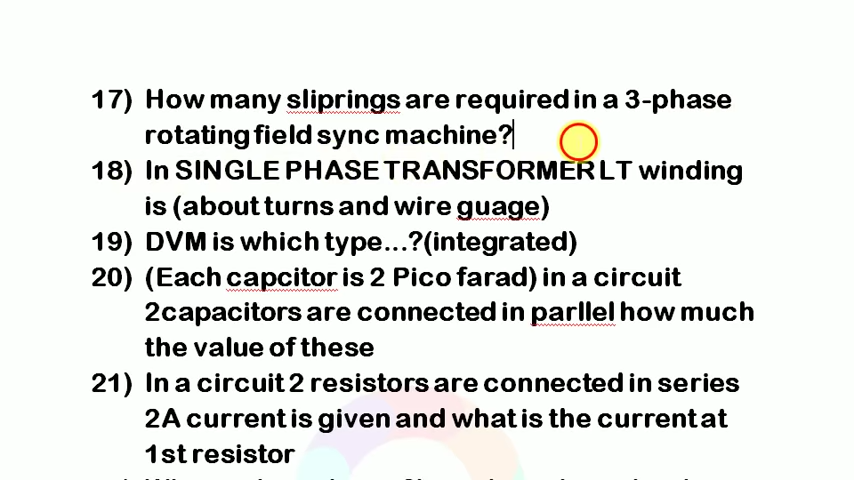 17) How many sliprings are required in a 3-phase
rotating field sync machine?
18) In SINGLE PHASE TRANSFORMER LT winding
is (about turns and wire guage)
19) DVM is which type...?(integrated)
20) (Each capcitor is 2 Pico farad) in a circuit
2capacitors are connected in parllel how much
the value of these
21) In a circuit 2 resistors are connected in series
2A current is given and what is the current at
1st resistor